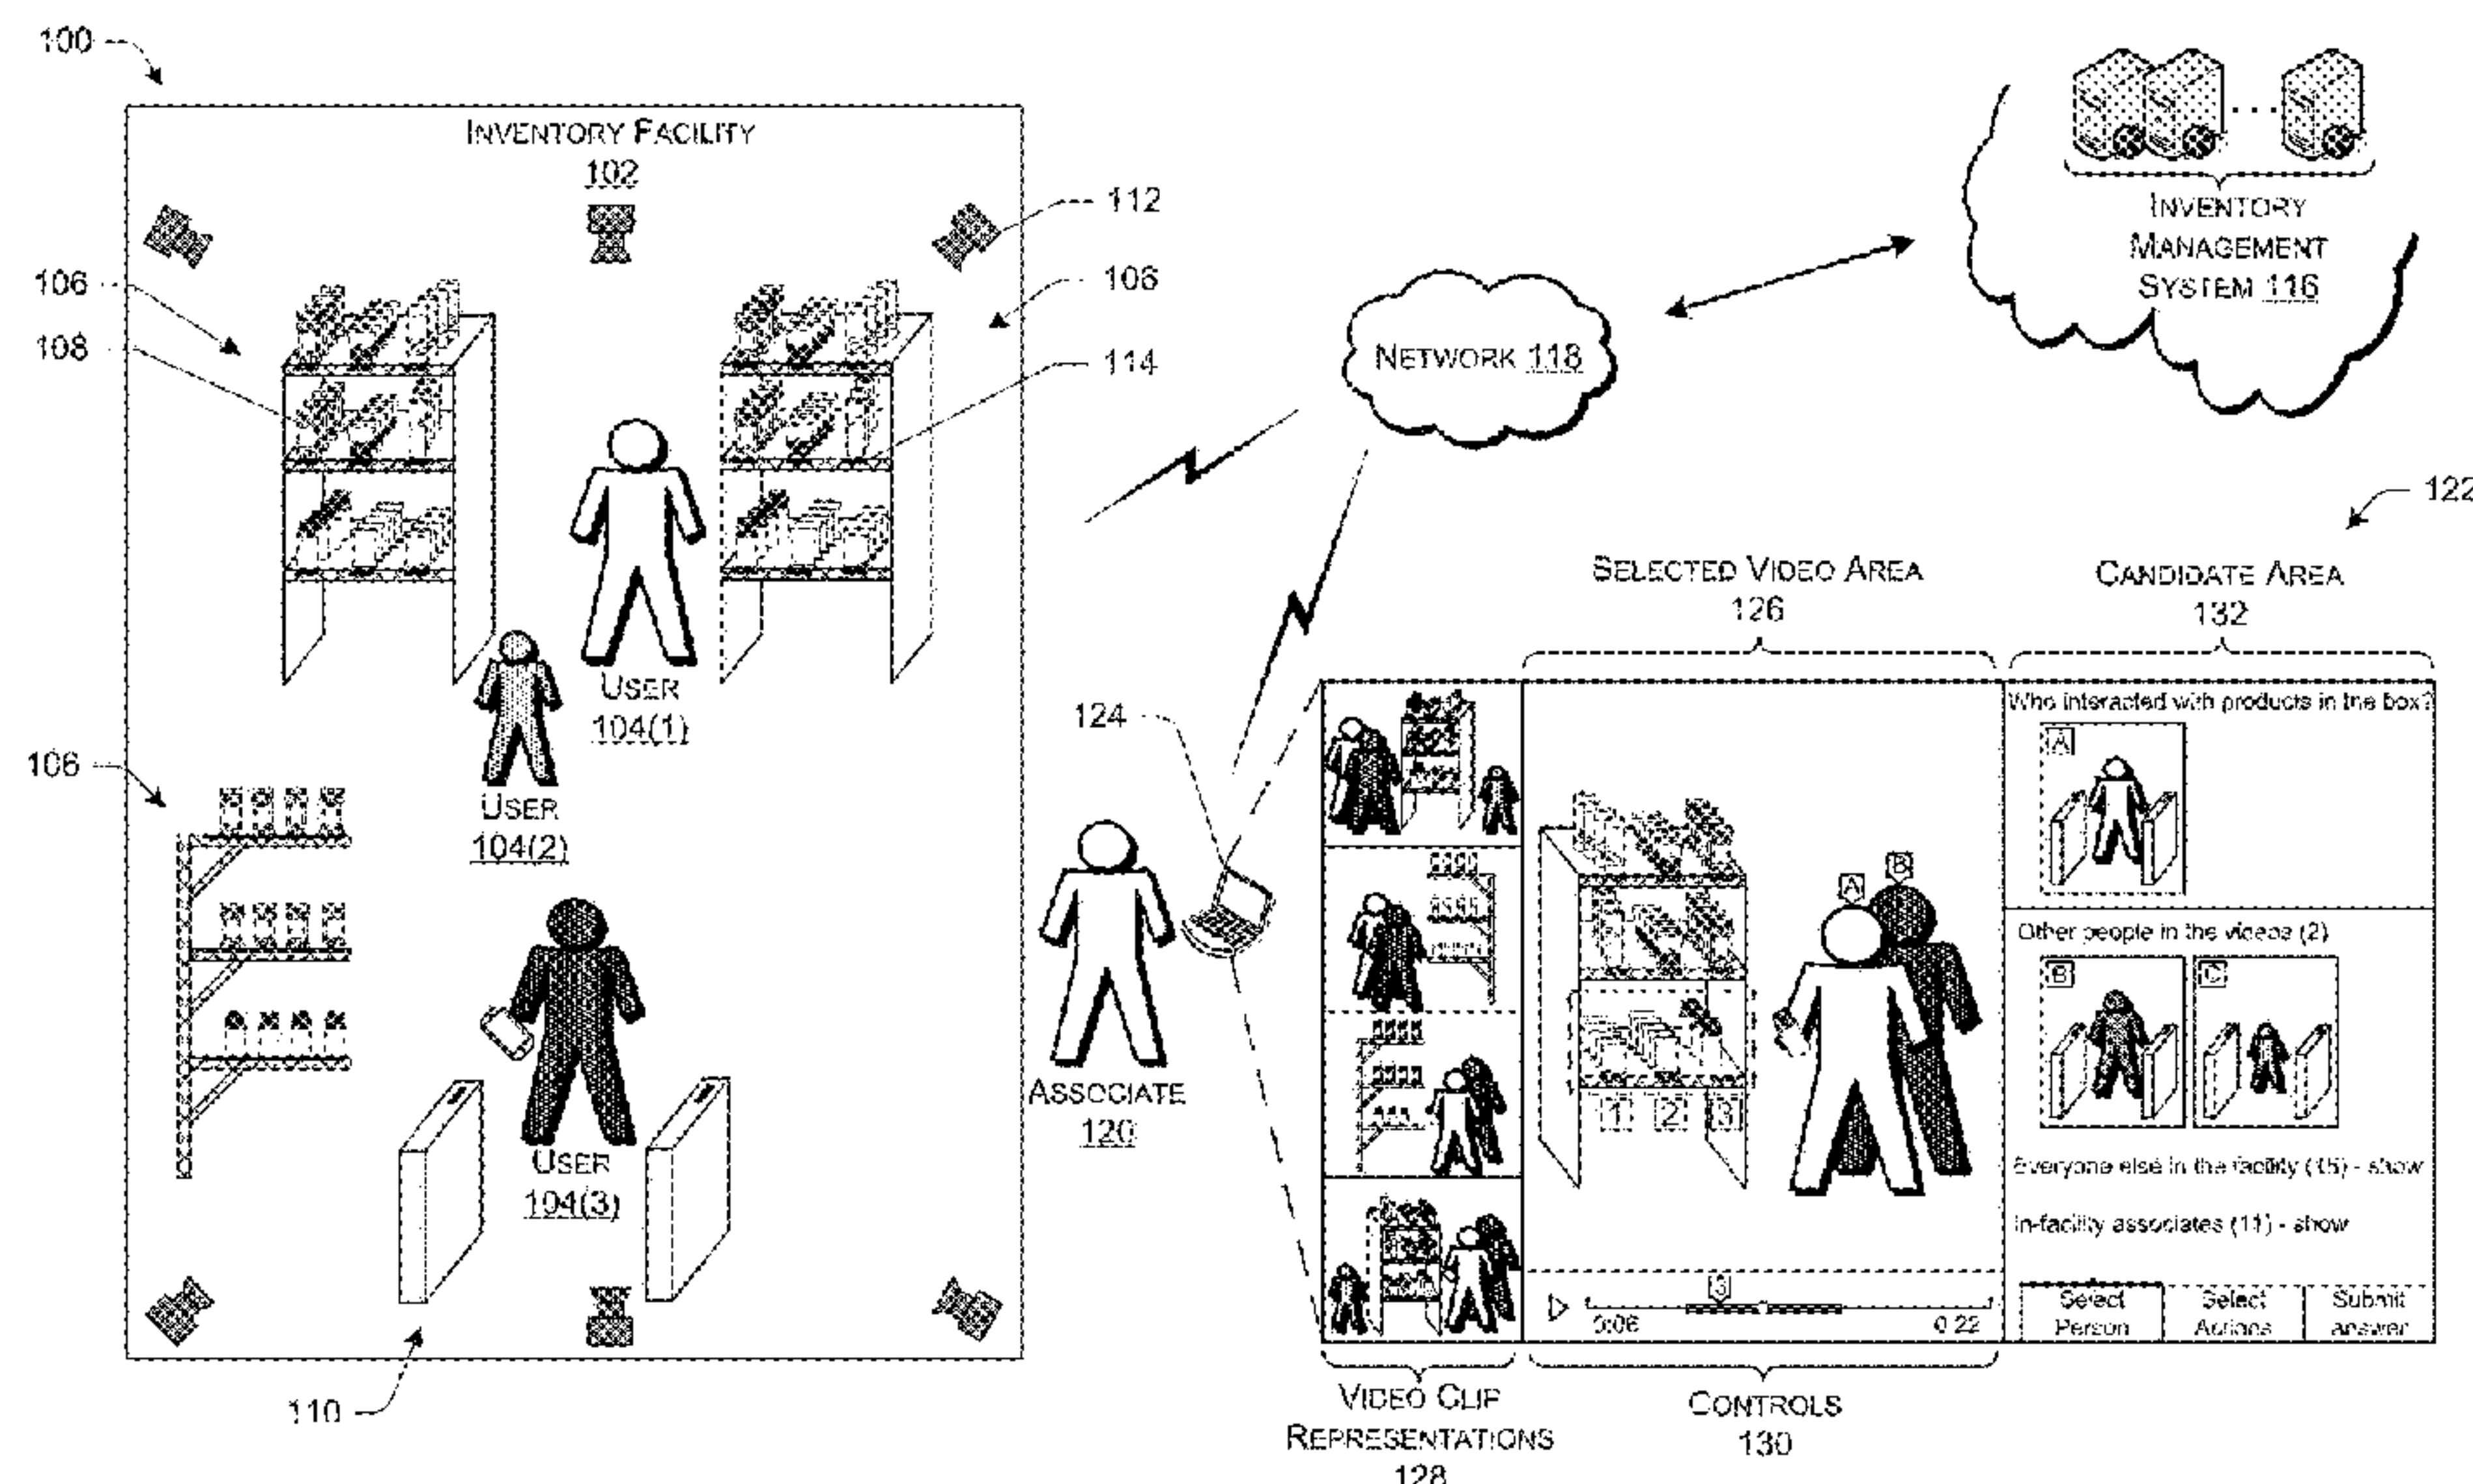 100
INVENTORY FACILITY
102
112
106
106
108
114
USER
104(1)
USER
104(2)
106
USER
104(3)
110
NETWORK 118
INVENTORY
MANAGEMENT
SYSTEM 116
122
124
ASSOCIATE
120
SELECTED VIDEO AREA
126
CANDIDATE AREA
132
Who interacted with products in the box?
A
Other people in the videos (2)
B
C
Everyone else in the facility (15) - show
In-facility associates (11) - show
Select
Person
Select
Actions
Submit
answer
A
B
1 2 3
3
0:06
0:22
VIDEO CLIP
REPRESENTATIONS
128
CONTROLS
130